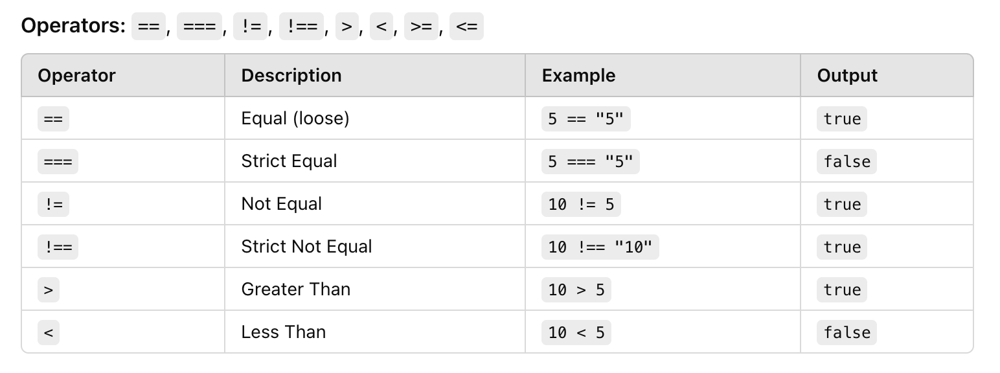 Operators: ==, ===, !=, !==, >, <, >=, <=
Operator Description Example Output
== Equal (loose) 5 == "5" true
=== Strict Equal 5 === "5" false
!= Not Equal 10 != 5 true
!== Strict Not Equal 10 !== "10" true
> Greater Than 10 > 5 true
< Less Than 10 < 5 false